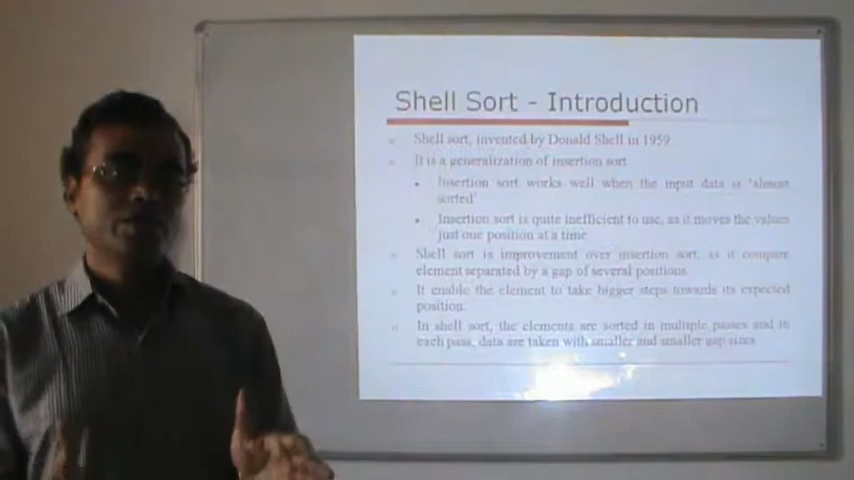 Shell Sort - Introduction
Shell sort, invented by Donald Shell in 1959.
It is a generalization of insertion sort
Insertion sort works well when the input data is 'almost
sorted'
Insertion sort is quite inefficient to use, as it moves the values
just one position at a time
Shell sort is improvement over insertion sort, as it compare
element separated by a gap of several positions.
It enable the element to take bigger steps towards its expected
position.
In shell sort, the elements are sorted in multiple passes and in
each pass, data are taken with smaller and smaller gap sizes.